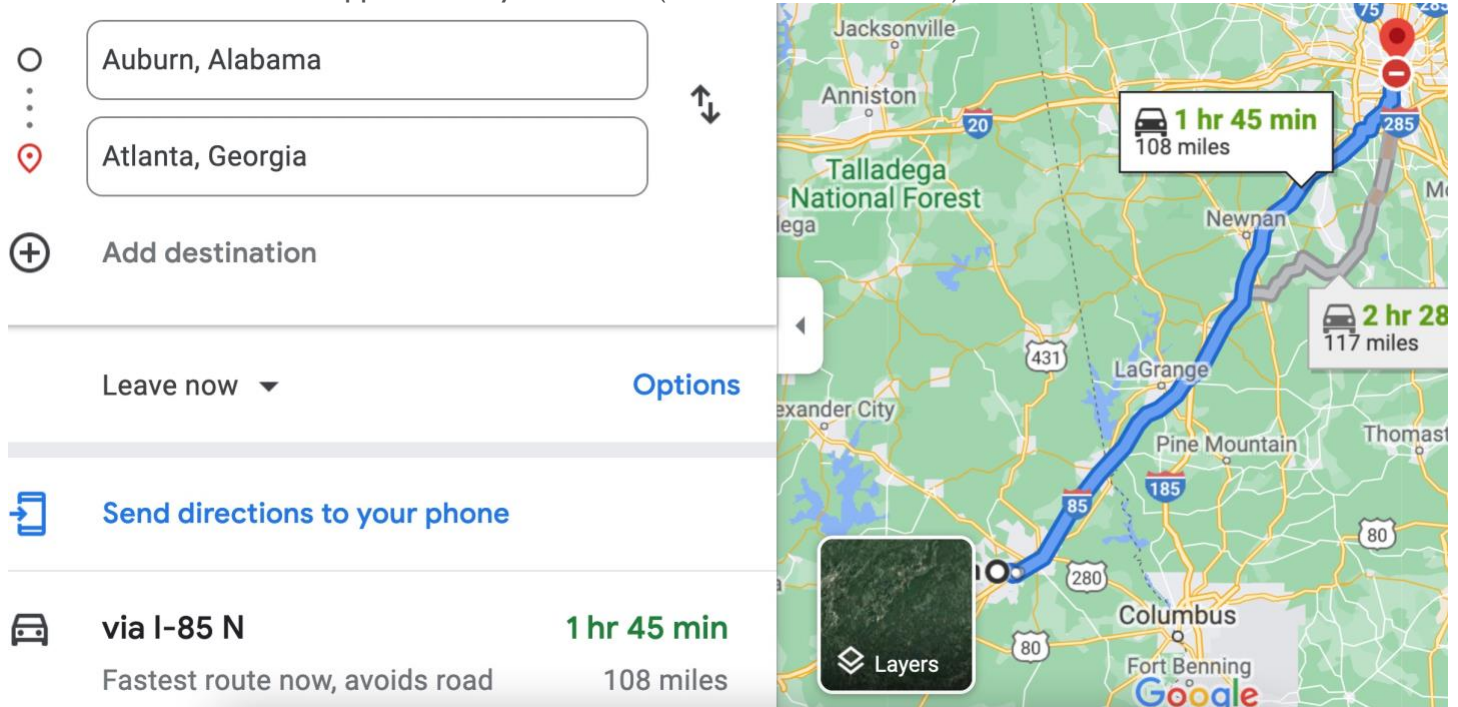 Auburn, Alabama
Atlanta, Georgia
Add destination
Leave now
Options
Send directions to your phone
via I-85 N
1 hr 45 min
Fastest route now, avoids road
108 miles
Jacksonville
75
285
Anniston
20
1 hr 45 min
108 miles
285
Talladega
National Forest
Newnan
2 hr 28
117 miles
431
LaGrange
Pine Mountain
185
85
80
280
Columbus
80
Fort Benning
Layers
Google